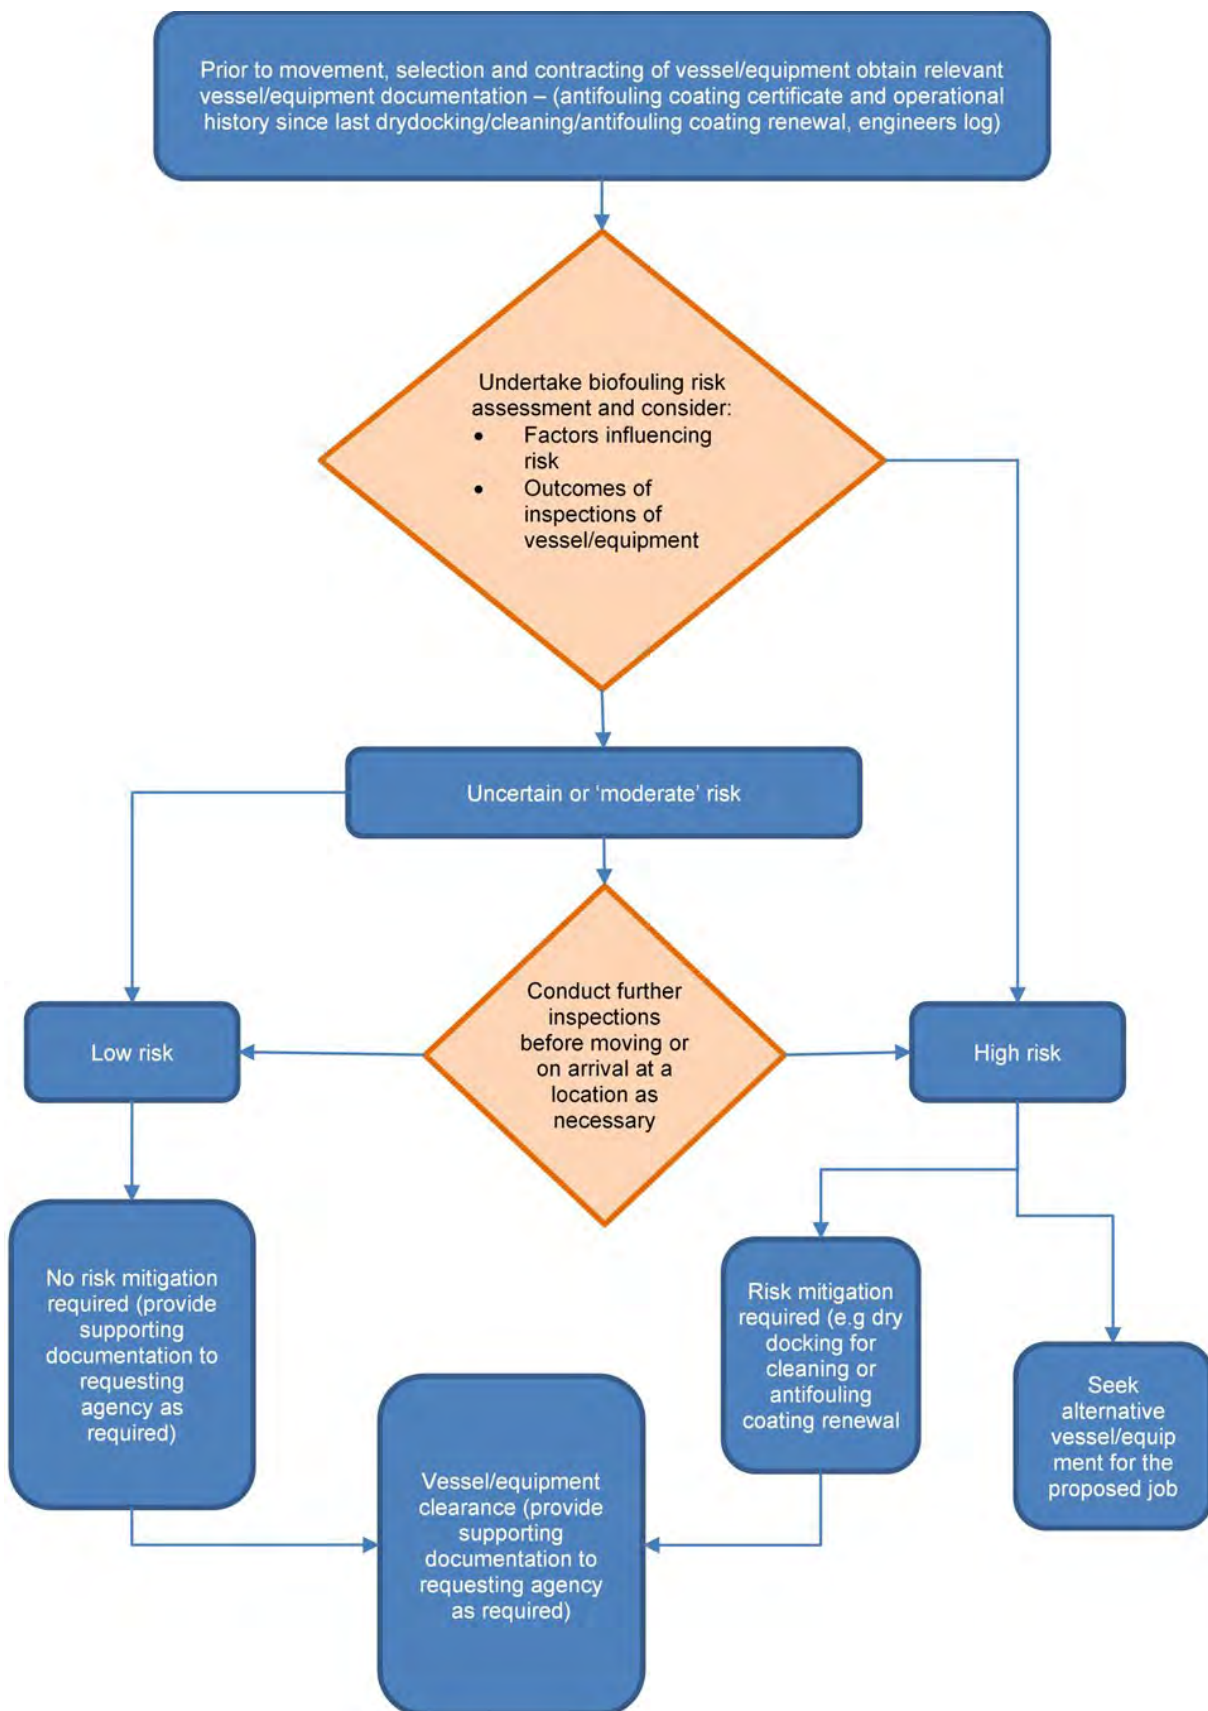 Prior to movement, selection and contracting of vessel/equipment obtain relevant
vessel/equipment documentation – (antifouling coating certificate and operational
history since last drydocking/cleaning/antifouling coating renewal, engineers log)
Undertake biofouling risk
assessment and consider:
• Factors influencing
risk
• Outcomes of
inspections of
vessel/equipment
Uncertain or ‘moderate’ risk
Conduct further
inspections
before moving or
on arrival at a
location as
necessary
Low risk
High risk
No risk mitigation
required (provide
supporting
documentation to
requesting
agency as
required)
Risk mitigation
required (e.g dry
docking for
cleaning or
antifouling
coating renewal
Seek
alternative
vessel/equip
ment for the
proposed job
Vessel/equipment
clearance (provide
supporting
documentation to
requesting agency
as required)